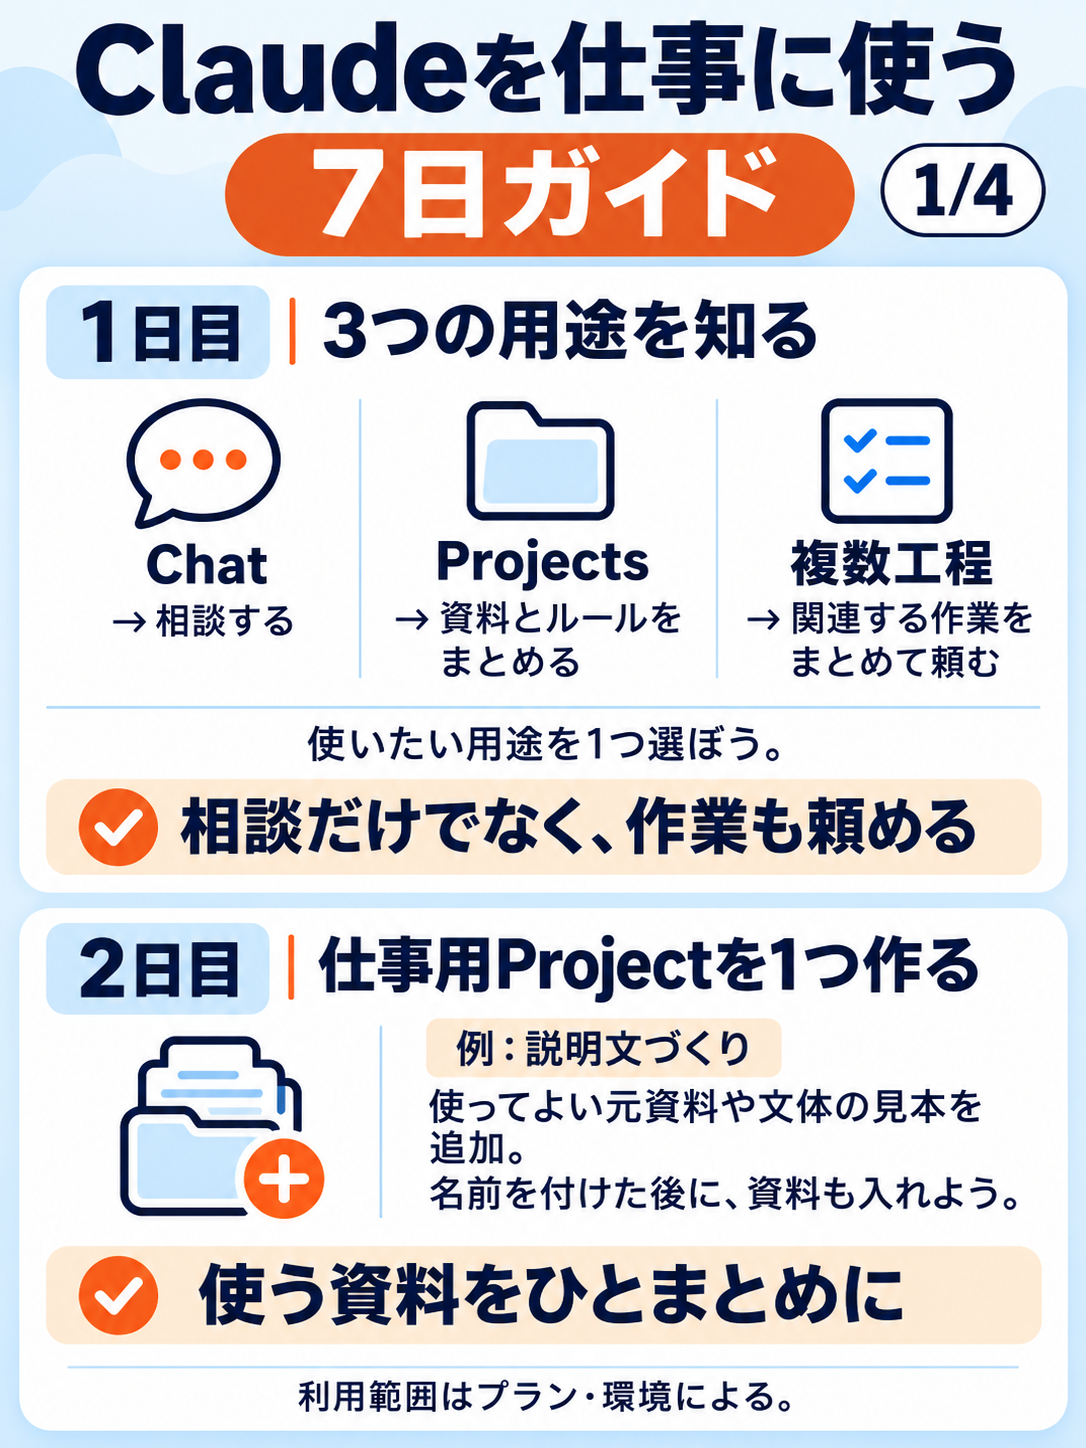 Claudeを仕事に使う
7日ガイド
1/4
1日目
3つの用途を知る
Chat
→ 相談する
Projects
→ 資料とルールを
まとめる
複数工程
→ 関連する作業を
まとめて頼む
使いたい用途を1つ選ぼう。
相談だけでなく、作業も頼める
2日目
仕事用Projectを1つ作る
例：説明文づくり
使ってよい元資料や文体の見本を
追加。
名前を付けた後に、資料も入れよう。
使う資料をひとまとめに
利用範囲はプラン・環境による。